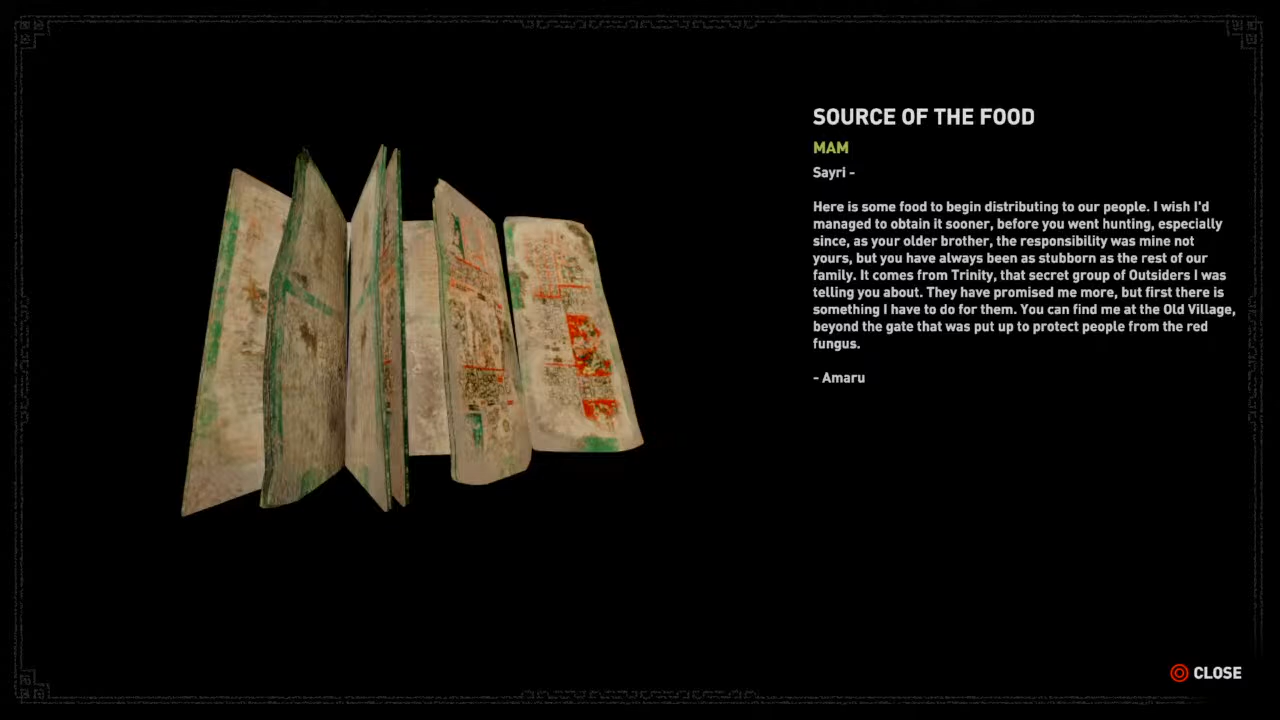 SOURCE OF THE FOOD
MAM
Sayri -
Here is some food to begin distributing to our people. I wish I'd
managed to obtain it sooner, before you went hunting, especially
since, as your older brother, the responsibility was mine not
yours, but you have always been as stubborn as the rest of our
family. It comes from Trinity, that secret group of Outsiders I was
telling you about. They have promised me more, but first there is
something I have to do for them. You can find me at the Old Village,
beyond the gate that was put up to protect people from the red
fungus.
- Amaru
CLOSE